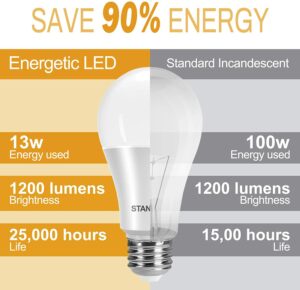 SAVE 90% ENERGY
Energetic LED
Standard Incandescent
13w
Energy used
100w
Energy used
1200 lumens
Brightness
1200 lumens
Brightness
STAN
25,000 hours
Life
15,00 hours
Life